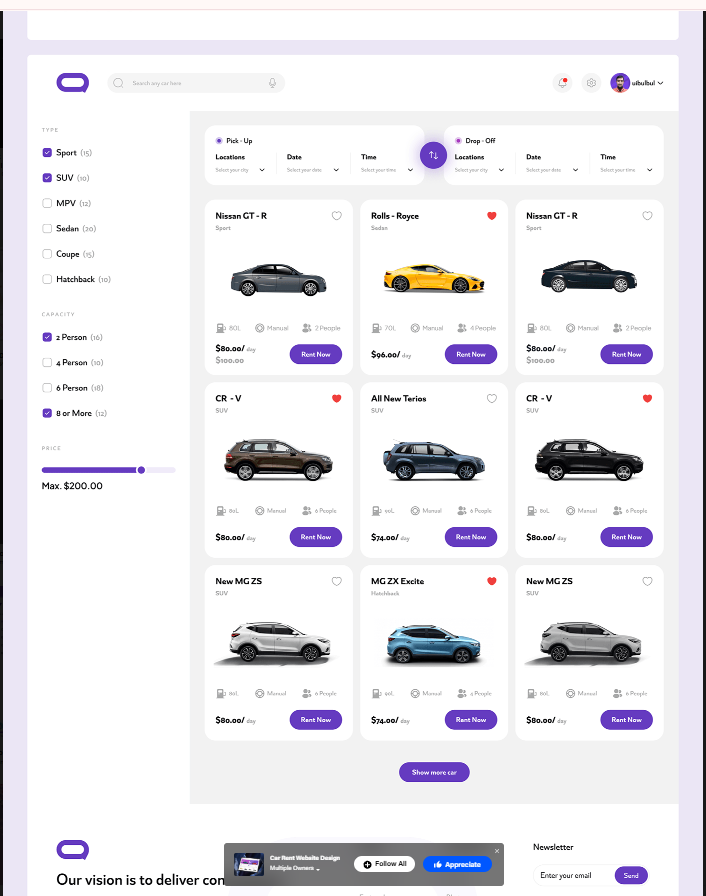 Search any car here
uibulbul
TYPE
Sport (15)
SUV (10)
MPV (12)
Sedan (20)
Coupe (15)
Hatchback (10)
CAPACITY
2 Person (16)
4 Person (10)
6 Person (18)
8 or More (12)
PRICE
Max. $200.00
Pick - Up
Locations Date Time
Select your city Select your date Select your time
Drop - Off
Locations Date Time
Select your city Select your date Select your time
Nissan GT - R
Sport
80L Manual 2 People
$80.00/ day
$100.00
Rent Now
Rolls - Royce
Sedan
70L Manual 4 People
$96.00/ day
Rent Now
Nissan GT - R
Sport
80L Manual 2 People
$80.00/ day
$100.00
Rent Now
CR - V
SUV
80L Manual 6 People
$80.00/ day
Rent Now
All New Terios
SUV
90L Manual 6 People
$74.00/ day
Rent Now
CR - V
SUV
80L Manual 6 People
$80.00/ day
Rent Now
New MG ZS
SUV
80L Manual 6 People
$80.00/ day
Rent Now
MG ZX Excite
Hatchback
90L Manual 4 People
$74.00/ day
Rent Now
New MG ZS
SUV
80L Manual 6 People
$80.00/ day
Rent Now
Show more car
Our vision is to deliver con
Car Rent Website Design
Multiple Owners
Follow All
Appreciate
Newsletter
Enter your email
Send